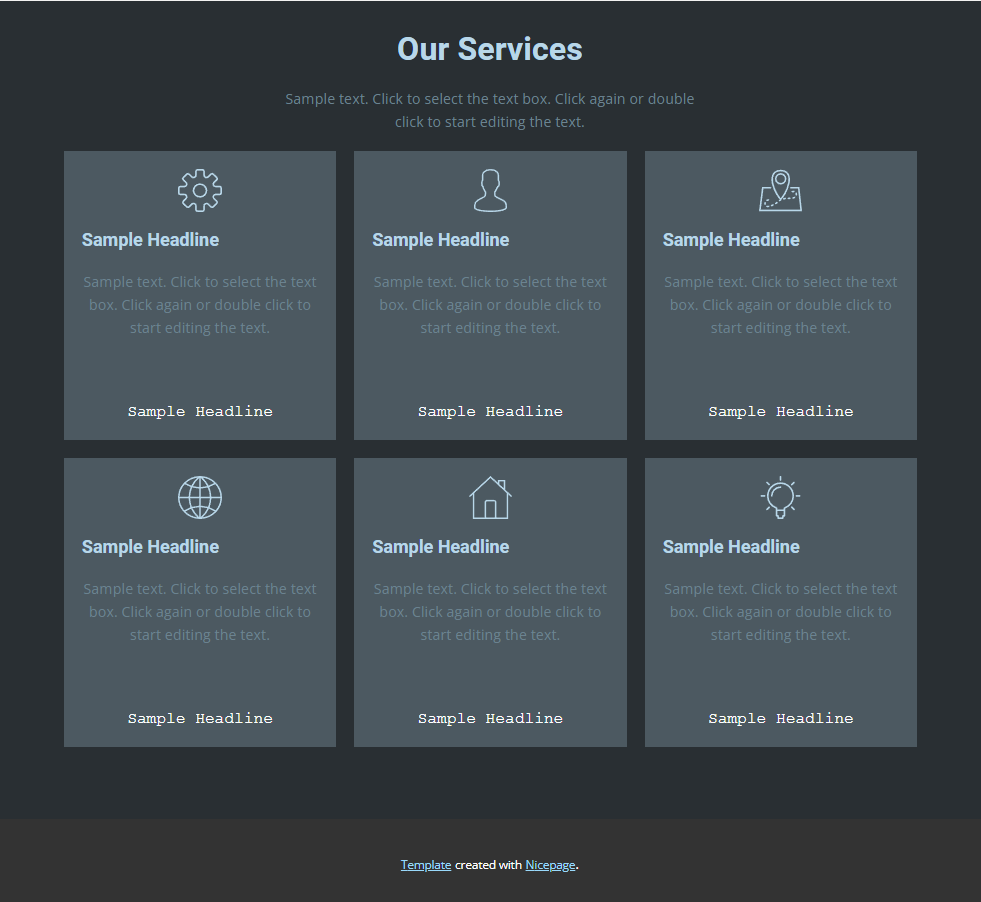 Our Services
Sample text. Click to select the text box. Click again or double
click to start editing the text.
Sample Headline
Sample text. Click to select the text
box. Click again or double click to
start editing the text.
Sample Headline
Sample Headline
Sample text. Click to select the text
box. Click again or double click to
start editing the text.
Sample Headline
Sample Headline
Sample text. Click to select the text
box. Click again or double click to
start editing the text.
Sample Headline
Sample Headline
Sample text. Click to select the text
box. Click again or double click to
start editing the text.
Sample Headline
Sample Headline
Sample text. Click to select the text
box. Click again or double click to
start editing the text.
Sample Headline
Sample Headline
Sample text. Click to select the text
box. Click again or double click to
start editing the text.
Sample Headline
Template created with Nicepage.